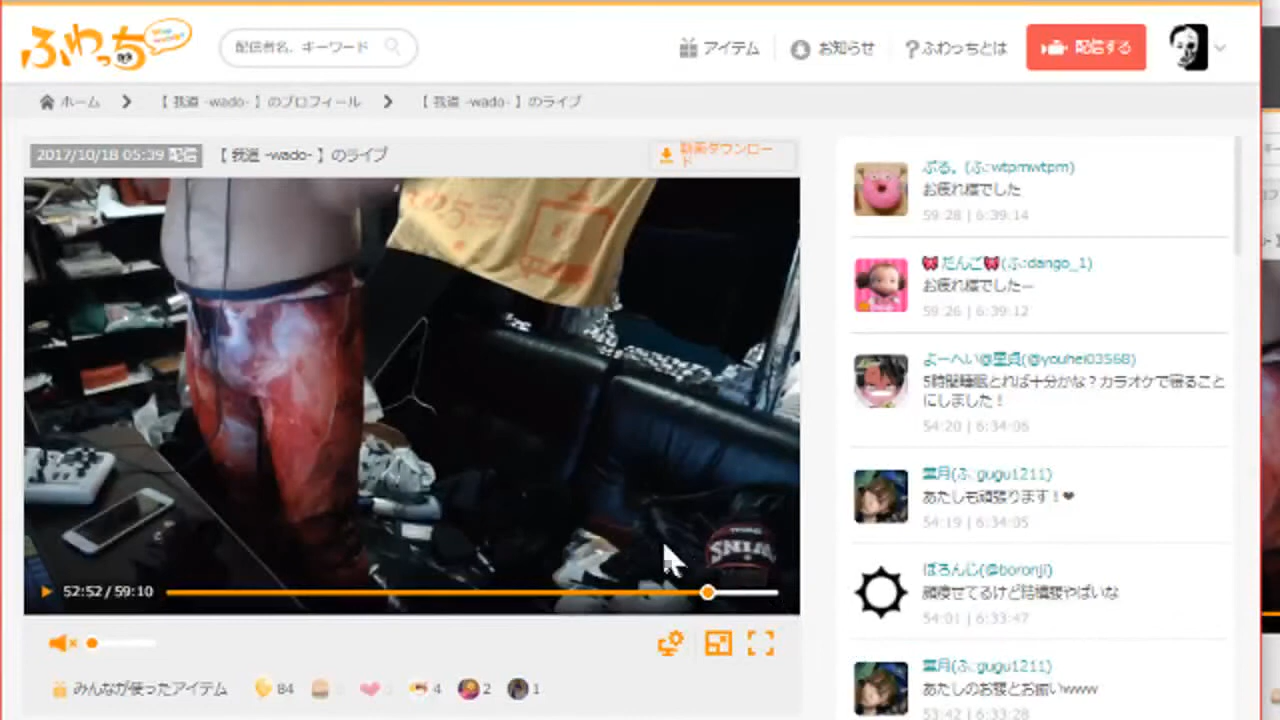 ふわっち
配信者名、キーワード
アイテム
お知らせ
?ふわっちとは
配信する
ホーム
【 我道 -wado- 】のプロフィール
【 我道 -wado- 】のライブ
2017/10/18 05:39 配信
【 我道 -wado- 】のライブ
動画ダウンロード
52:52 / 59:10
みんなが使ったアイテム
84
4
2
1
ぷる。(ふ:wtpmwtpm)
お疲れ様でした
59:28 | 6:39:14
だんご(ふ:dango_1)
お疲れ様でしたー
59:26 | 6:39:12
よーへい@童貞(@youhei03568)
5時間睡眠とれば十分かな？カラオケで寝ること
にしました！
54:20 | 6:34:06
葉月(ふ:gugu1211)
あたしも頑張ります！❤
54:19 | 6:34:05
ぼろんじ(@boronji)
顔痩せてるけど結構腹やばいな
54:01 | 6:33:47
葉月(ふ:gugu1211)
あたしのお腹とお揃いwwww
53:42 | 6:33:28